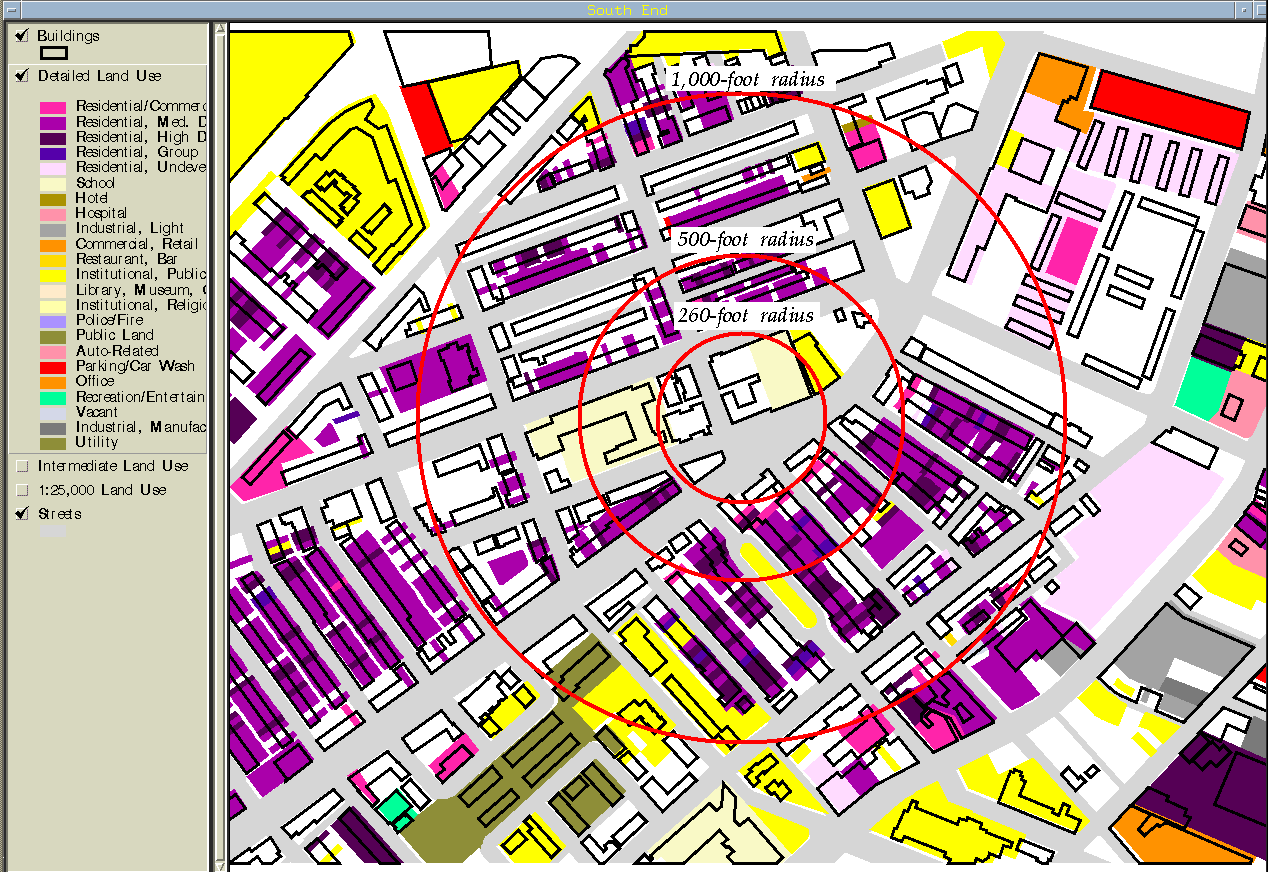 South End
Buildings
Detailed Land Use
Residential/Commerc
Residential, Med. D
Residential, High D
Residential, Group
Residential, Undeve
School
Hotel
Hospital
Industrial, Light
Commercial, Retail
Restaurant, Bar
Institutional, Public
Library, Museum, C
Institutional, Religio
Police/Fire
Public Land
Auto-Related
Parking/Car Wash
Office
Recreation/Entertain
Vacant
Industrial, Manufac
Utility
Intermediate Land Use
1:25,000 Land Use
Streets
1,000-foot radius
500-foot radius
260-foot radius